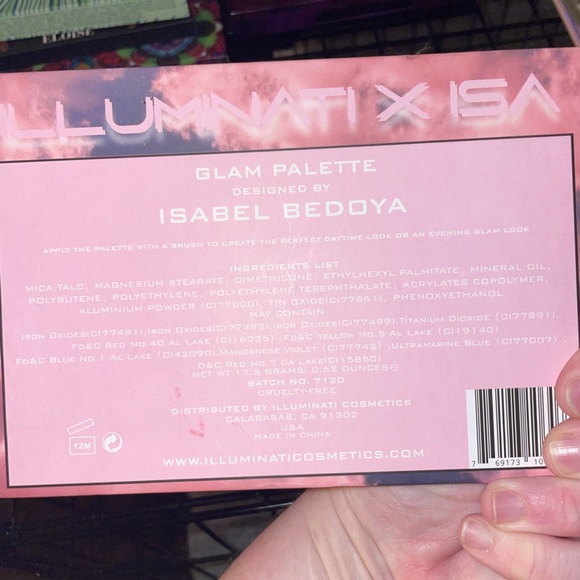 ELOISE
ILLUMINATI X ISA
GLAM PALETTE
DESIGNED BY
ISABEL BEDOYA
APPLY THE PALETTE WITH A BRUSH TO CREATE THE PERFECT DAYTIME LOOK OR AN EVENING GLAM LOOK
INGREDIENTS LIST
MICA,TALC, MAGNESIUM STEARATE, DIMETHICONE, ETHYLHEXYL PALMITATE, MINERAL OIL,
POLYBUTENE, POLYETHYLENE, POLYETHYLENE TEREPHTHALATE, ACRYLATES COPOLYMER,
ALUMINIUM POWDER (CI77000), TIN OXIDE(CI77861), PHENOXYETHANOL
MAY CONTAIN
IRON OXIDES(CI77491),IRON OXIDES(CI77492),IRON OXIDES(CI77499),TITANIUM DIOXIDE (CI77891),
FD&C RED NO.40 AL LAKE (CI16035), FD&C YELLOW NO.5 AL LAKE (CI19140) ,
FD&C BLUE NO.1 AL LAKE (CI42090),MANGANESE VIOLET (CI77742) ,ULTRAMARINE BLUE (CI77007) ,
D&C RED NO.7 CA LAKE(CI15850)
NET WT 17.5 GRAMS/ 0.62 OUNCES℮
BATCH NO. 7120
CRUELTY-FREE
DISTRIBUTED BY ILLUMINATI COSMETICS
CALABASAS, CA 91302
USA
MADE IN CHINA
12M
WWW.ILLUMINATICOSMETICS.COM
7 69173 10